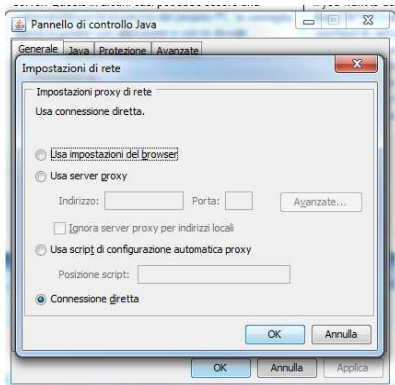 Pannello di controllo Java
Generale Java Protezione Avanzate
Impostazioni di rete
Impostazioni proxy di rete
Usa connessione diretta.
Usa impostazioni del browser
Usa server proxy
Indirizzo: Porta: Avanzate...
Ignora server proxy per indirizzi locali
Usa script di configurazione automatica proxy
Posizione script:
Connessione diretta
OK Annulla
OK Annulla Applica